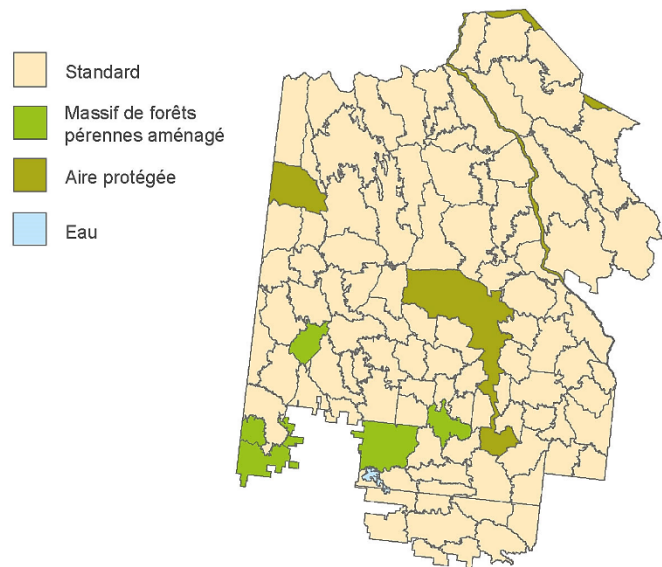 Standard
Massif de forêts
pérennes aménagé
Aire protégée
Eau